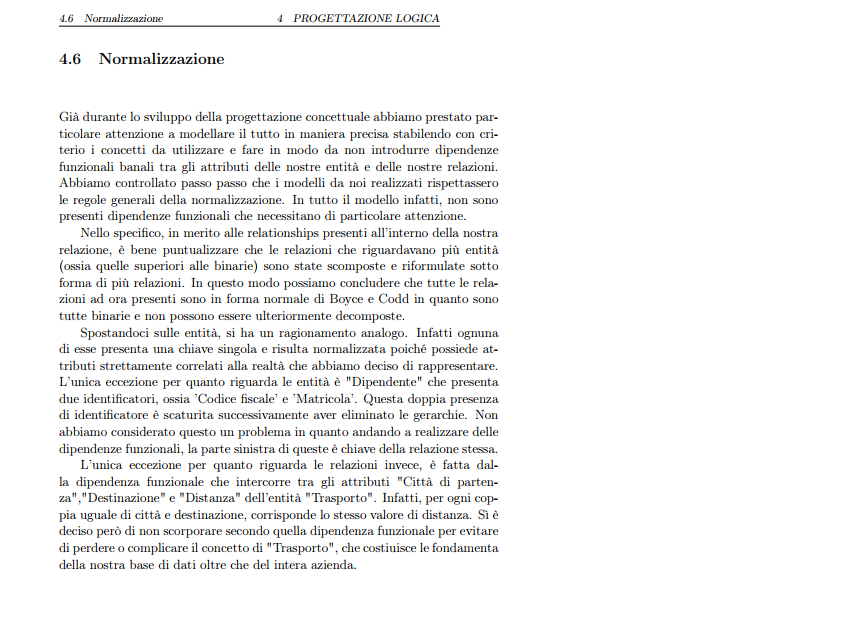 4.6 Normalizzazione 4 PROGETTAZIONE LOGICA
4.6 Normalizzazione
Già durante lo sviluppo della progettazione concettuale abbiamo prestato par-
ticolare attenzione a modellare il tutto in maniera precisa stabilendo con cri-
terio i concetti da utilizzare e fare in modo da non introdurre dipendenze
funzionali banali tra gli attributi delle nostre entità e delle nostre relazioni.
Abbiamo controllato passo passo che i modelli da noi realizzati rispettassero
le regole generali della normalizzazione. In tutto il modello infatti, non sono
presenti dipendenze funzionali che necessitano di particolare attenzione.
Nello specifico, in merito alle relationships presenti all'interno della nostra
relazione, è bene puntualizzare che le relazioni che riguardavano più entità
(ossia quelle superiori alle binarie) sono state scomposte e riformulate sotto
forma di più relazioni. In questo modo possiamo concludere che tutte le rela-
zioni ad ora presenti sono in forma normale di Boyce e Codd in quanto sono
tutte binarie e non possono essere ulteriormente decomposte.
Spostandoci sulle entità, si ha un ragionamento analogo. Infatti ognuna
di esse presenta una chiave singola e risulta normalizzata poiché possiede at-
tributi strettamente correlati alla realtà che abbiamo deciso di rappresentare.
L'unica eccezione per quanto riguarda le entità è "Dipendente" che presenta
due identificatori, ossia 'Codice fiscale' e 'Matricola'. Questa doppia presenza
di identificatore è scaturita successivamente aver eliminato le gerarchie. Non
abbiamo considerato questo un problema in quanto andando a realizzare delle
dipendenze funzionali, la parte sinistra di queste è chiave della relazione stessa.
L'unica eccezione per quanto riguarda le relazioni invece, è fatta dal-
la dipendenza funzionale che intercorre tra gli attributi "Città di parten-
za","Destinazione" e "Distanza" dell'entità "Trasporto". Infatti, per ogni cop-
pia uguale di città e destinazione, corrisponde lo stesso valore di distanza. Sì è
deciso però di non scorporare secondo quella dipendenza funzionale per evitare
di perdere o complicare il concetto di "Trasporto", che costiuisce le fondamenta
della nostra base di dati oltre che del intera azienda.